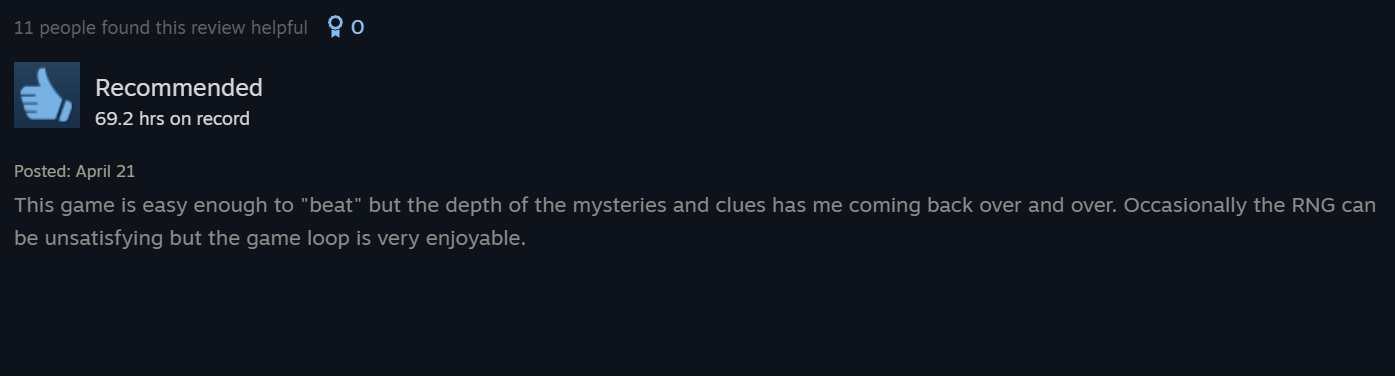 11 people found this review helpful 0
Recommended
69.2 hrs on record
Posted: April 21
This game is easy enough to "beat" but the depth of the mysteries and clues has me coming back over and over. Occasionally the RNG can
be unsatisfying but the game loop is very enjoyable.